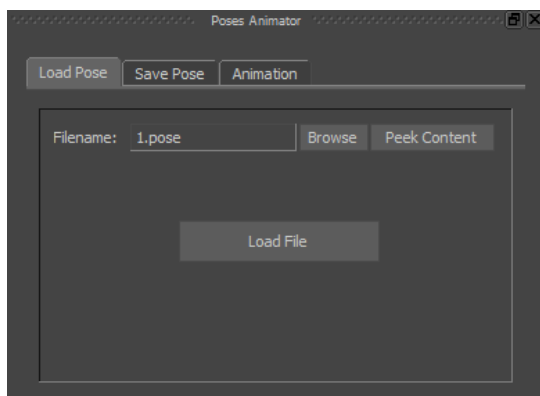 Poses Animator
Load Pose Save Pose Animation
Filename: 1.pose Browse Peek Content
Load File